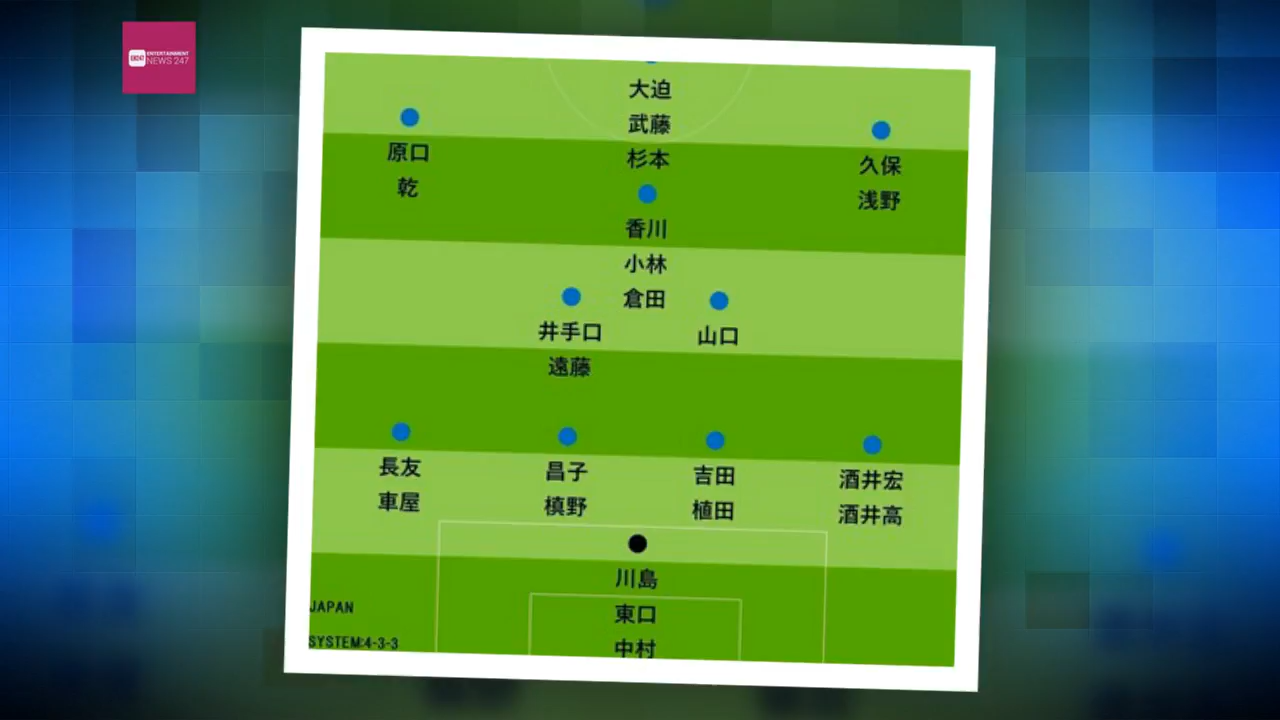 EN247
ENTERTAINMENT
NEWS 247
大迫
武藤
杉本
原口
乾
久保
浅野
香川
小林
倉田
井手口
遠藤
山口
長友
車屋
昌子
槙野
吉田
植田
酒井宏
酒井高
川島
東口
中村
JAPAN
SYSTEM:4-3-3